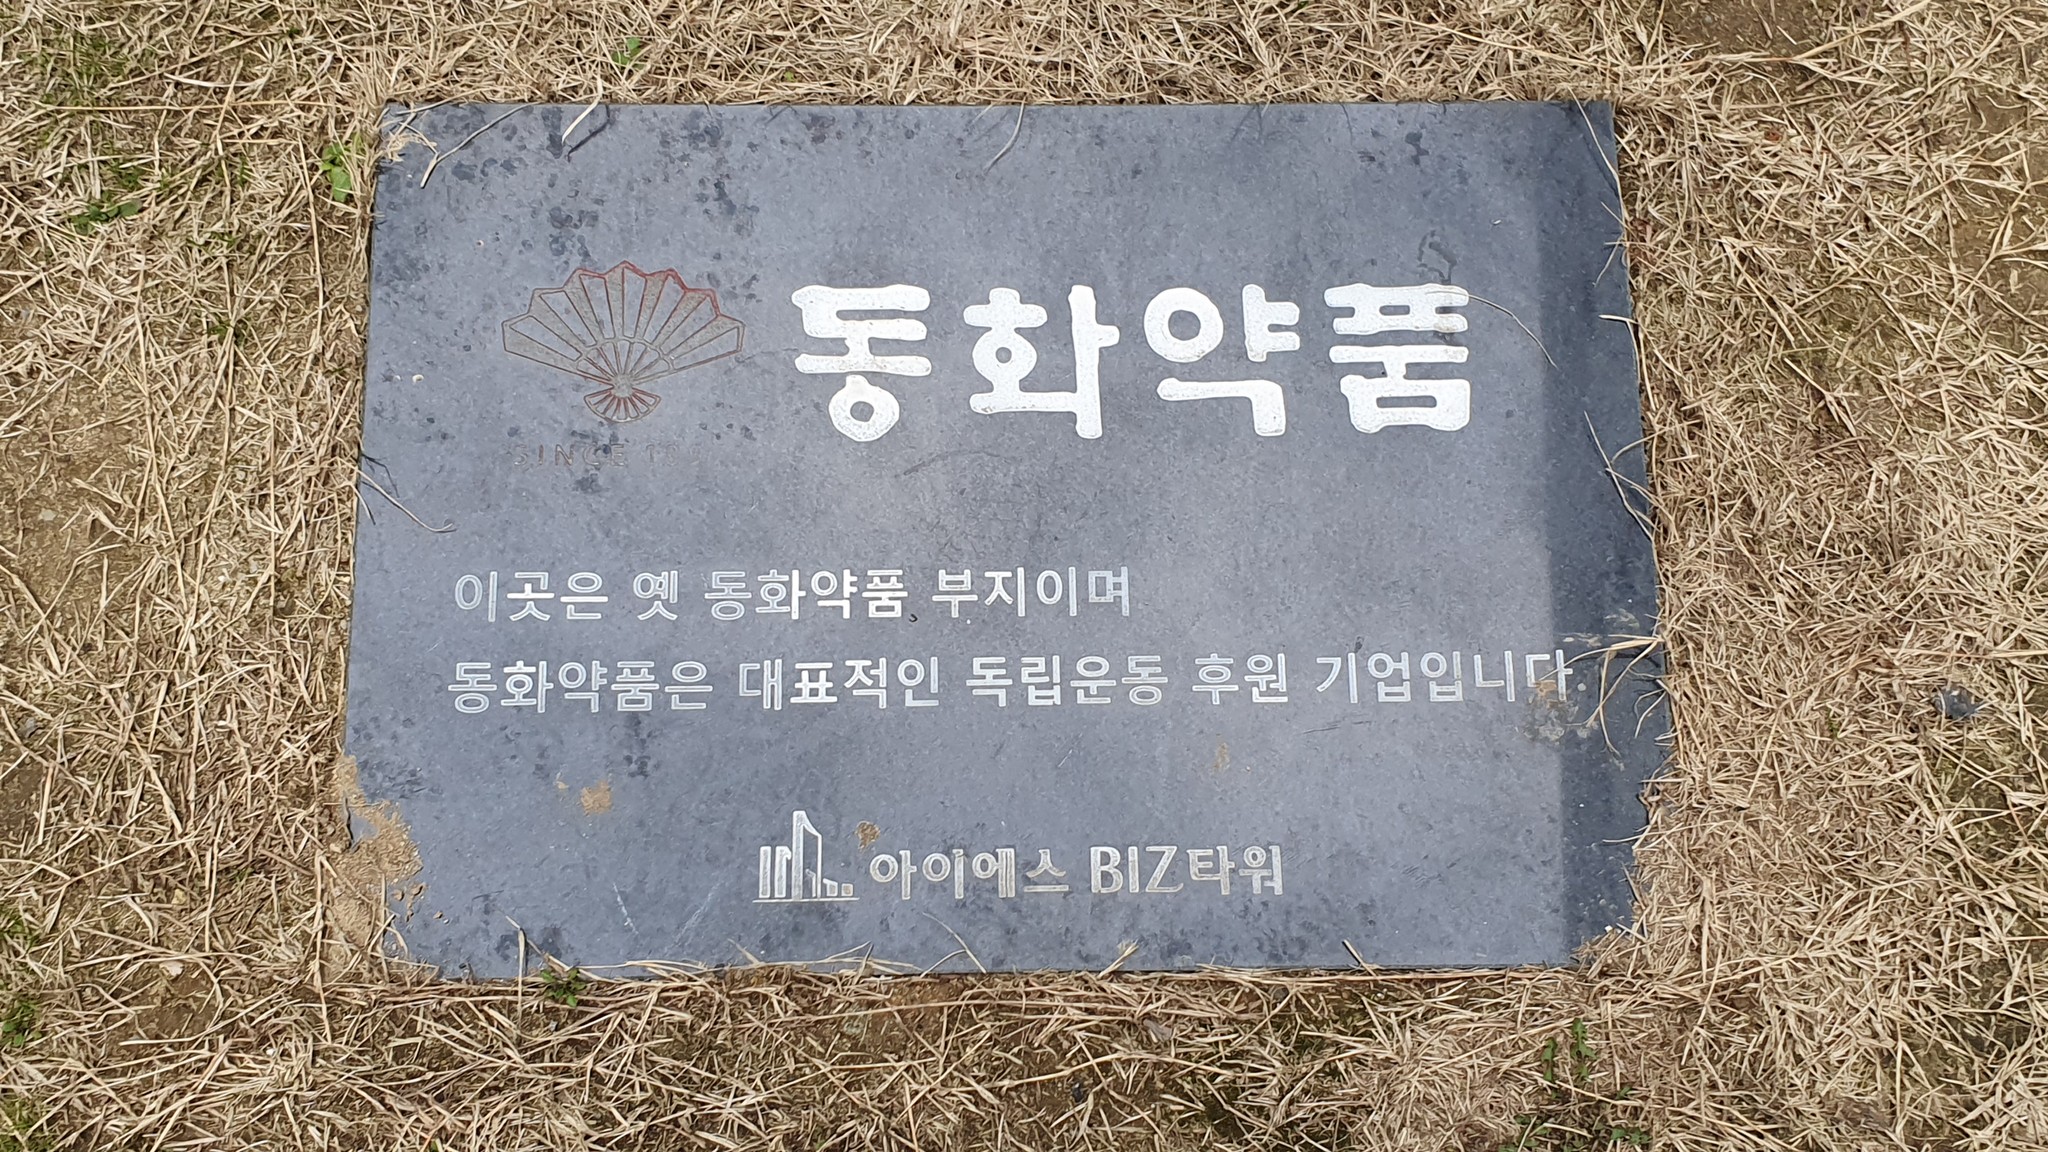 동화약품
SINCE
이곳은 옛 동화약품 부지이며
동화약품은 대표적인 독립운동 후원 기업입니다.
아이에스 BIZ타워